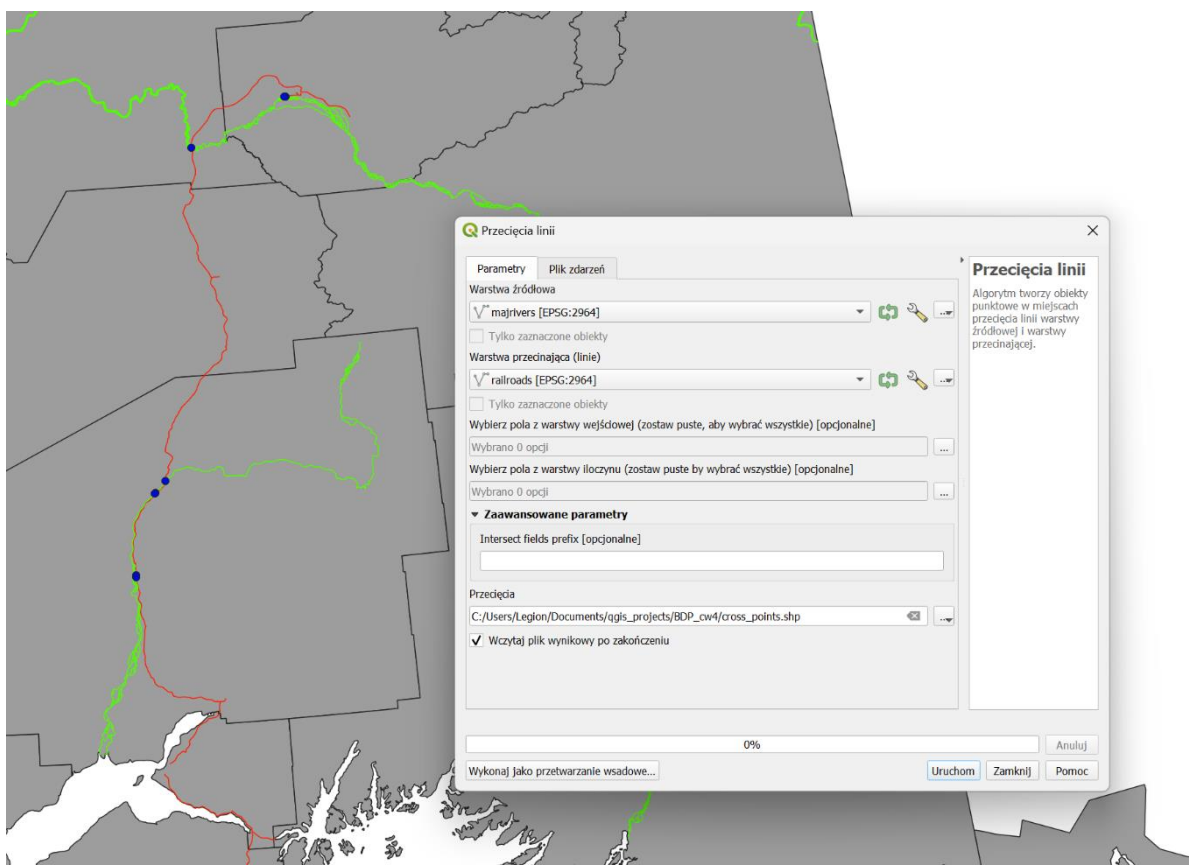 Przecięcia linii
Parametry
Plik zdarzeń
Warstwa źródłowa
majrivers [EPSG:2964]
...
Tylko zaznaczone obiekty
Warstwa przecinająca (linie)
railroads [EPSG:2964]
...
Tylko zaznaczone obiekty
Wybierz pola z warstwy wejściowej (zostaw puste, aby wybrać wszystkie) [opcjonalne]
Wybrano 0 opcji
...
Wybierz pola z warstwy iloczynu (zostaw puste by wybrać wszystkie) [opcjonalne]
Wybrano 0 opcji
...
Zaawansowane parametry
Intersect fields prefix [opcjonalne]
Przecięcia
C:/Users/Legion/Documents/qgis_projects/BDP_cw4/cross_points.shp
...
Wczytaj plik wynikowy po zakończeniu
Przecięcia linii
Algorytm tworzy obiekty
punktowe w miejscach
przecięcia linii warstwy
źródłowej i warstwy
przecinającej.
0%
Anuluj
Wykonaj jako przetwarzanie wsadowe...
Uruchom
Zamknij
Pomoc